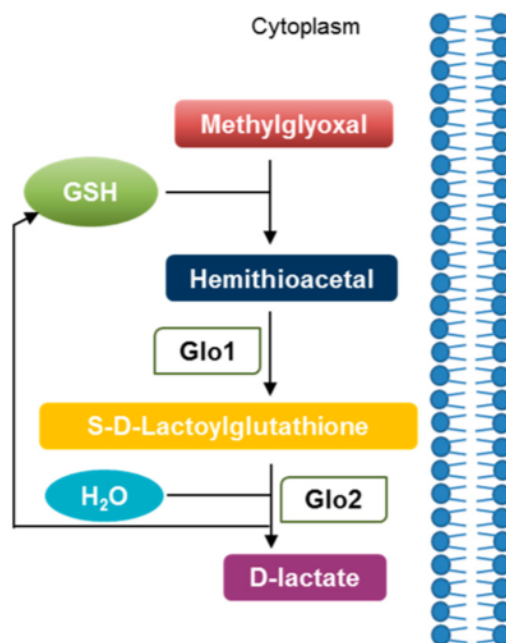 Cytoplasm
Methylglyoxal
GSH
Hemithioacetal
Glo1
S-D-Lactoylglutathione
H₂O
Glo2
D-lactate